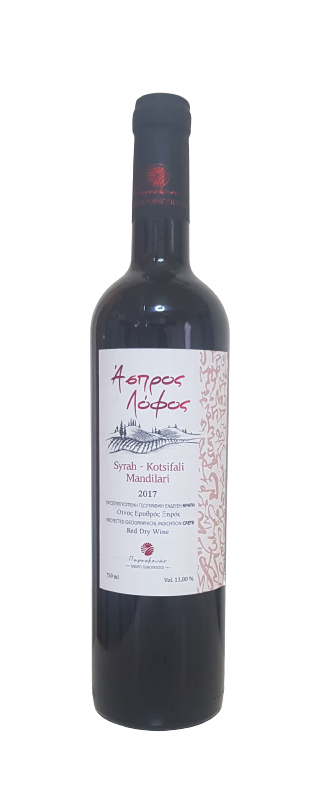 Άσπρος
Λόφος
Syrah - Kotsifali
Mandilari
2017
ΠΡΟΣΤΑΤΕΥΟΜΕΝΗ ΓΕΩΓΡΑΦΙΚΗ ΕΝΔΕΙΞΗ ΚΡΗΤΗ
Οίνος Ερυθρός Ξηρός
PROTECTED GEOGRAPHICAL INDICATION CRETE
Red Dry Wine
750 ml
Vol. 13,00 %